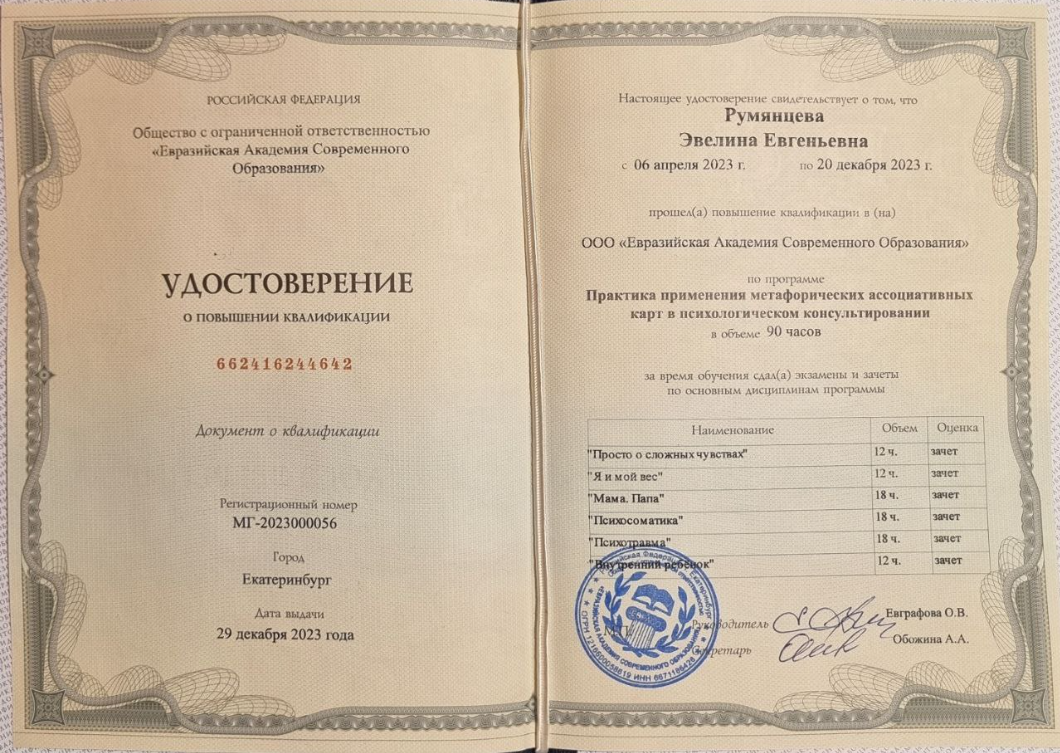 РОССИЙСКАЯ ФЕДЕРАЦИЯ
Общество с ограниченной ответственностью
«Евразийская Академия Современного
Образования»
УДОСТОВЕРЕНИЕ
О ПОВЫШЕНИИ КВАЛИФИКАЦИИ
662416244642
Документ о квалификации
Регистрационный номер
МГ-2023000056
Город
Екатеринбург
Дата выдачи
29 декабря 2023 года
Настоящее удостоверение свидетельствует о том, что
Румянцева
Эвелина Евгеньевна
с 06 апреля 2023 г. по 20 декабря 2023 г.
прошел(а) повышение квалификации в (на)
ООО «Евразийская Академия Современного Образования»
по программе
Практика применения метафорических ассоциативных
карт в психологическом консультировании
в объеме 90 часов
за время обучения сдал(а) экзамены и зачеты
по основным дисциплинам программы
Наименование Объем Оценка
"Просто о сложных чувствах" 12 ч. зачет
"Я и мой вес" 12 ч. зачет
"Мама. Папа" 18 ч. зачет
"Психосоматика" 18 ч. зачет
"Психотравма" 18 ч. зачет
"Внутренний ребенок" 12 ч. зачет
Руководитель Евграфова О.В.
Секретарь Обожина А.А.